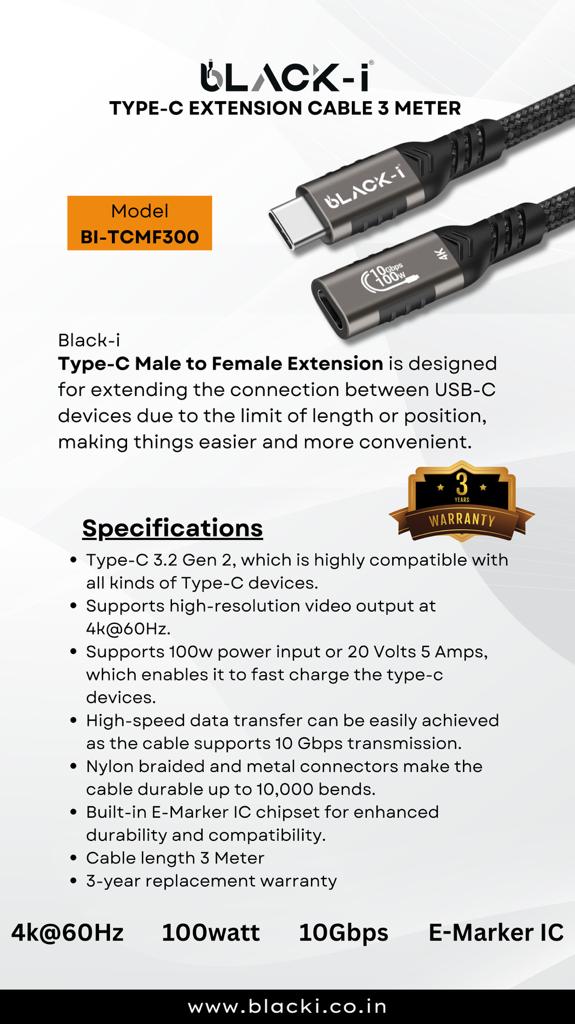 bLACK-i®
TYPE-C EXTENSION CABLE 3 METER
bLACK-i
Model
BI-TCMF300
10Gbps
100w
4K
Black-i
Type-C Male to Female Extension is designed
for extending the connection between USB-C
devices due to the limit of length or position,
making things easier and more convenient.
3
YEARS
WARRANTY
Specifications
• Type-C 3.2 Gen 2, which is highly compatible with
all kinds of Type-C devices.
• Supports high-resolution video output at
4k@60Hz.
• Supports 100w power input or 20 Volts 5 Amps,
which enables it to fast charge the type-c
devices.
• High-speed data transfer can be easily achieved
as the cable supports 10 Gbps transmission.
• Nylon braided and metal connectors make the
cable durable up to 10,000 bends.
• Built-in E-Marker IC chipset for enhanced
durability and compatibility.
• Cable length 3 Meter
• 3-year replacement warranty
4k@60Hz 100watt 10Gbps E-Marker IC
www.blacki.co.in